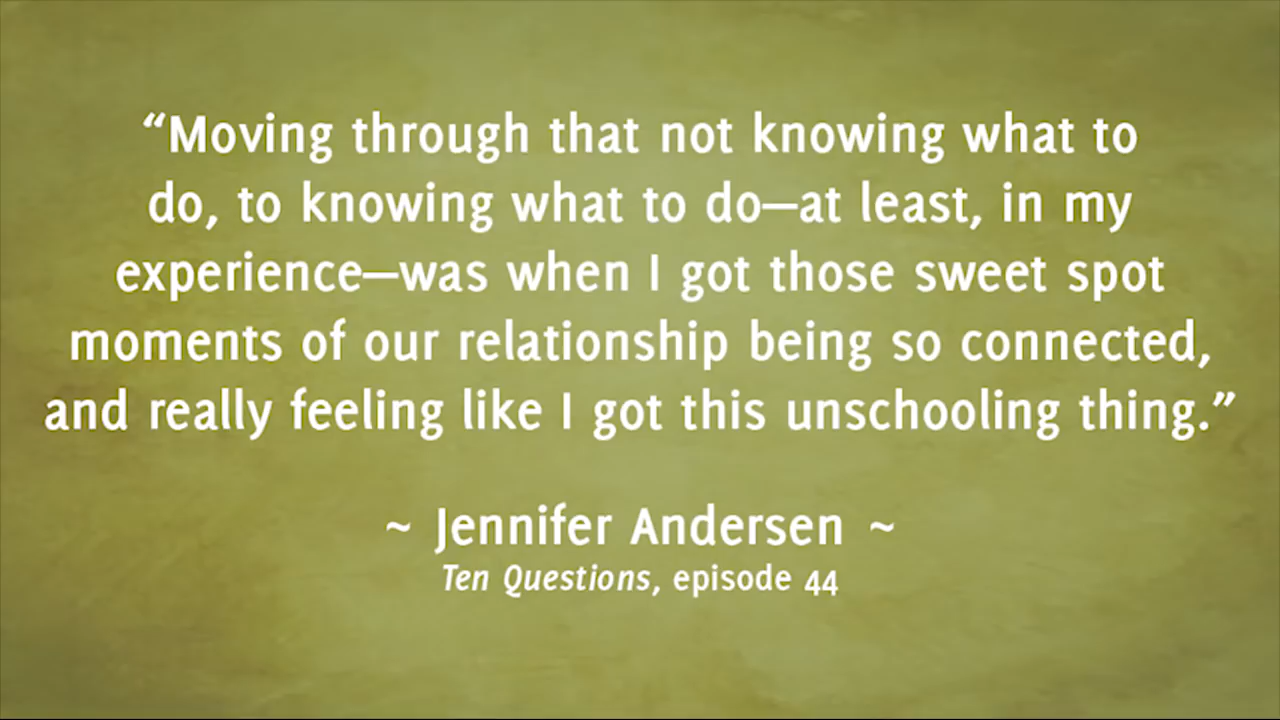 “Moving through that not knowing what to
do, to knowing what to do—at least, in my
experience—was when I got those sweet spot
moments of our relationship being so connected,
and really feeling like I got this unschooling thing.”
~ Jennifer Andersen ~
Ten Questions, episode 44